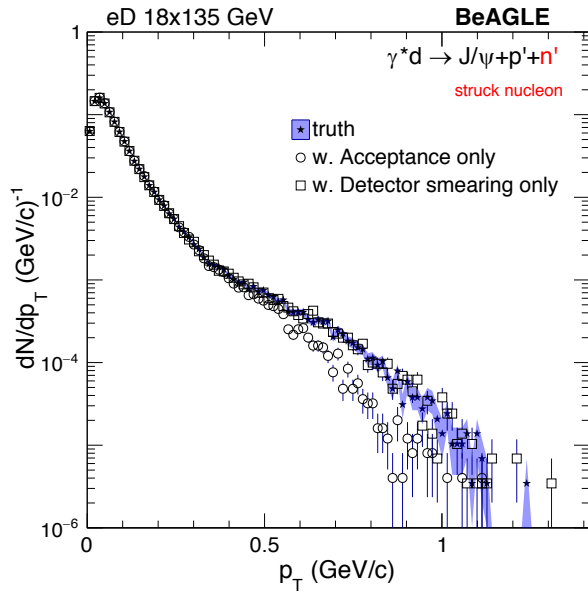 eD 18x135 GeV BeAGLE
γ*d → J/ψ+p'+n'
struck nucleon
truth
w. Acceptance only
w. Detector smearing only
dN/dp_T (GeV/c)⁻¹
1
10⁻²
10⁻⁴
10⁻⁶
0 0.5 1
p_T (GeV/c)